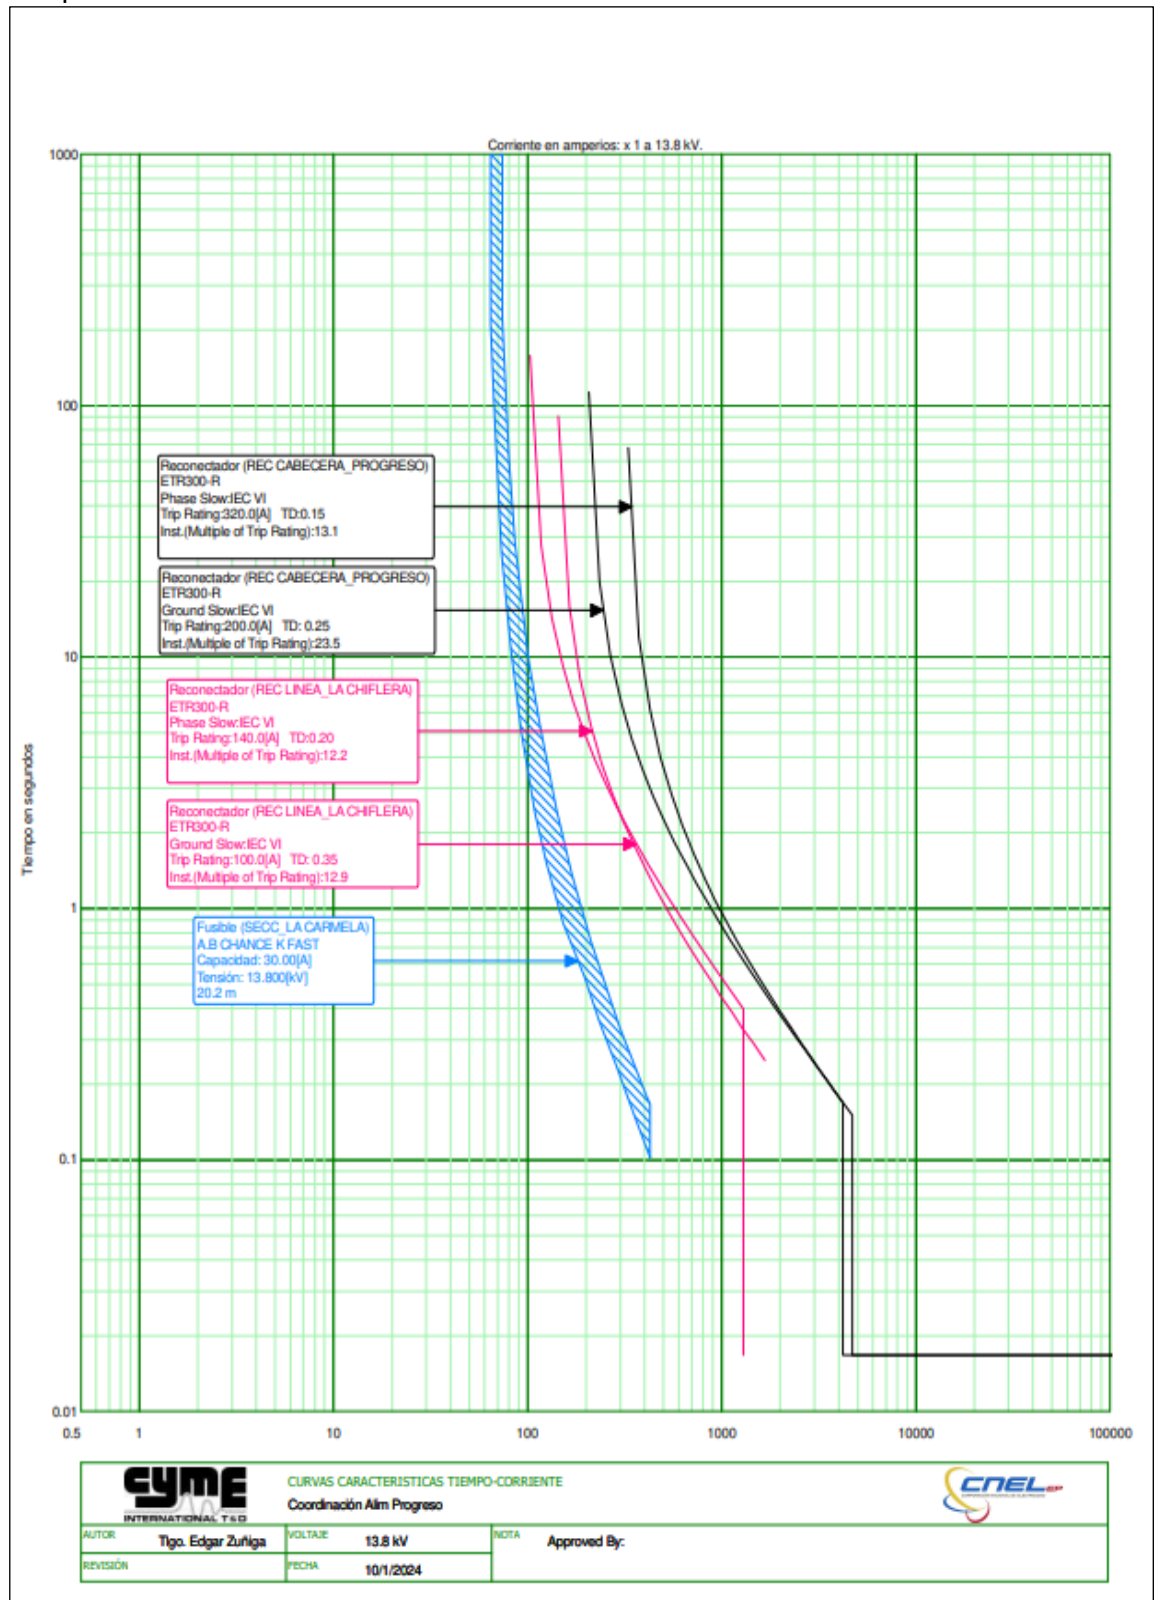 Corriente en amperios: x 1 a 13.8 kV.
1000
100
10
1
0.1
0.01
Tiempo en segundos
Reconectador (REC CABECERA_PROGRESO)
ETR300-R
Phase Slow:IEC VI
Trip Rating:320.0[A] TD:0.15
Inst.(Multiple of Trip Rating):13.1
Reconectador (REC CABECERA_PROGRESO)
ETR300-R
Ground Slow:IEC VI
Trip Rating:200.0[A] TD: 0.25
Inst.(Multiple of Trip Rating):23.5
Reconectador (REC LINEA_LA CHIFLERA)
ETR300-R
Phase Slow:IEC VI
Trip Rating:140.0[A] TD:0.20
Inst.(Multiple of Trip Rating):12.2
Reconectador (REC LINEA_LA CHIFLERA)
ETR300-R
Ground Slow:IEC VI
Trip Rating:100.0[A] TD: 0.35
Inst.(Multiple of Trip Rating):12.9
Fusible (SECC_LA CARMELA)
A.B CHANCE K FAST
Capacidad: 30.00[A]
Tensión: 13.800[kV]
20.2 m
0.5 1 10 100 1000 10000 100000
CYME
INTERNATIONAL T&D
CURVAS CARACTERISTICAS TIEMPO-CORRIENTE
Coordinación Alim Progreso
CNEL EP
AUTOR Tlgo. Edgar Zuñiga
VOLTAJE 13.8 kV
NOTA Approved By:
REVISIÓN
FECHA 10/1/2024